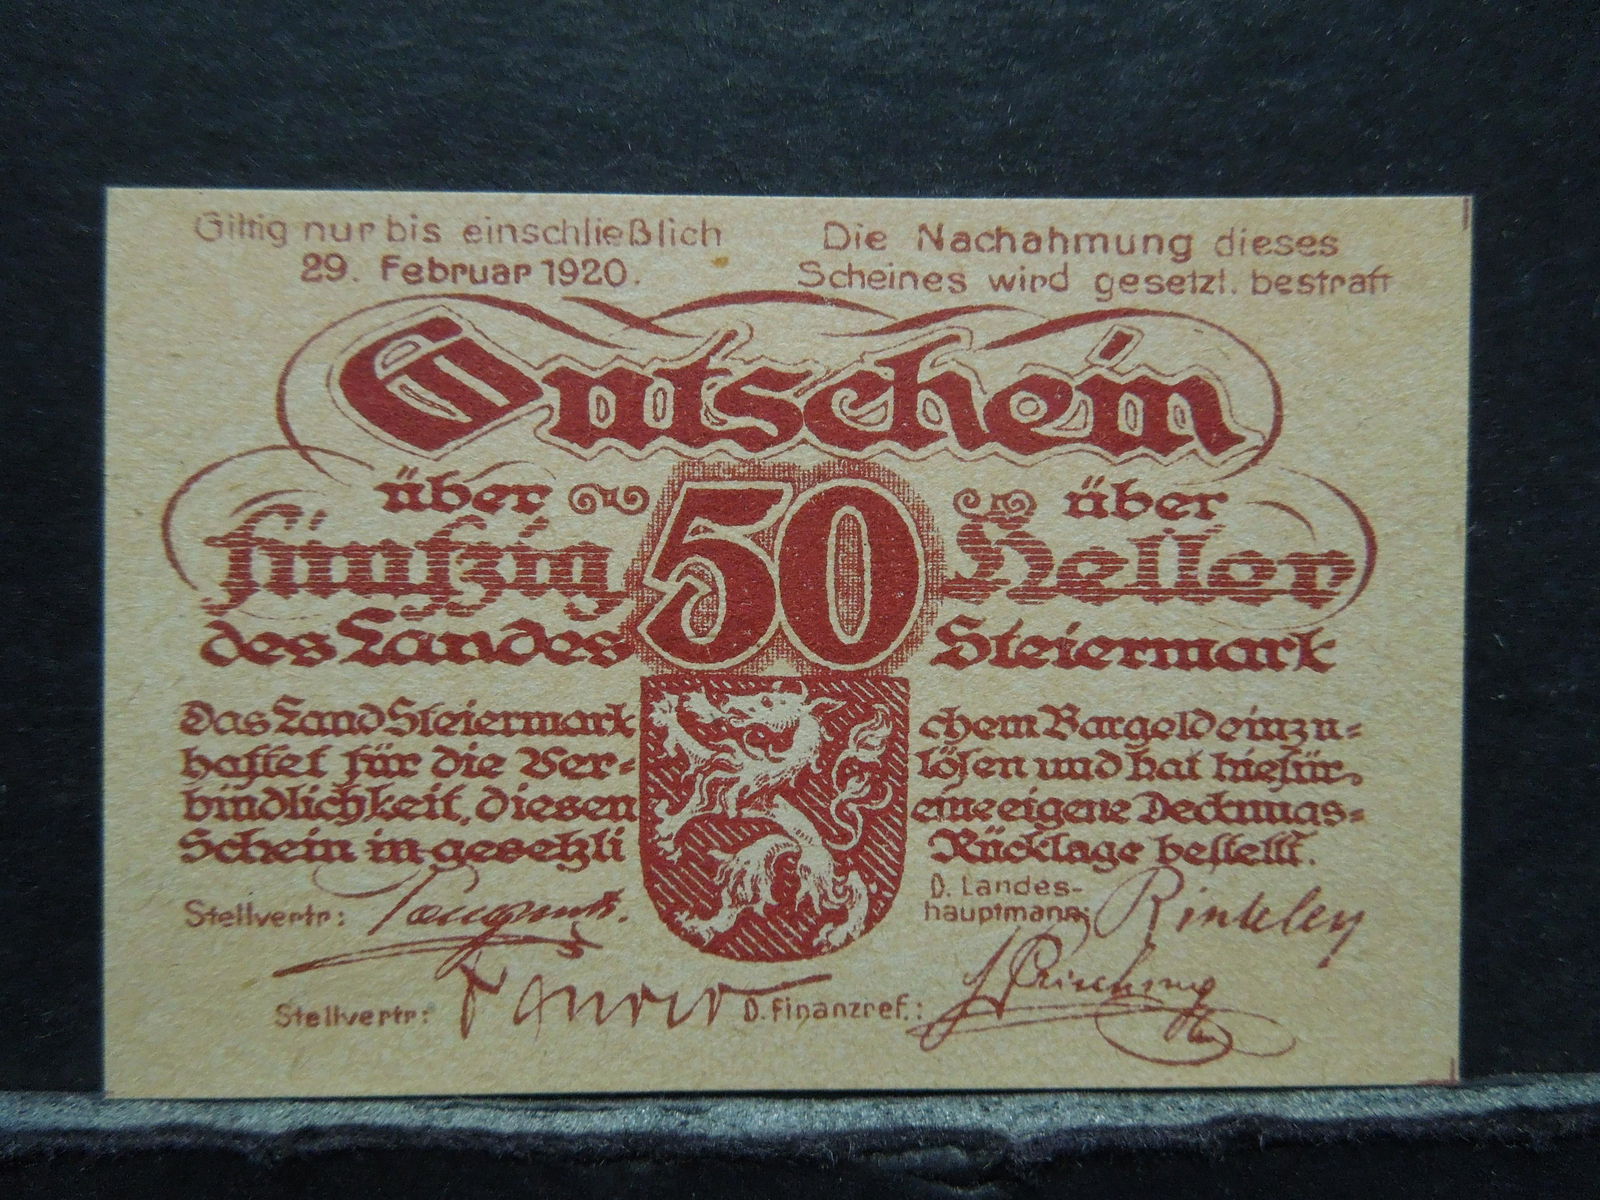 Giltig nur bis einschließlich
29. Februar 1920.
Die Nachahmung dieses
Scheines wird gesetzl. bestraft
Gutschein
über 50 über
fünfzig Heller
des Landes Steiermark
Das Land Steiermark
haftet für die Ver-
bindlichkeit, diesen
Schein in gesetzli
chem Bargeld einzu-
lösen und hat hiefür
eine eigene Deckungs-
Rücklage bestellt.
Stellvertr:
D. Landes-
hauptmann: Rintelen
Stellvertr:
D. Finanzref.: